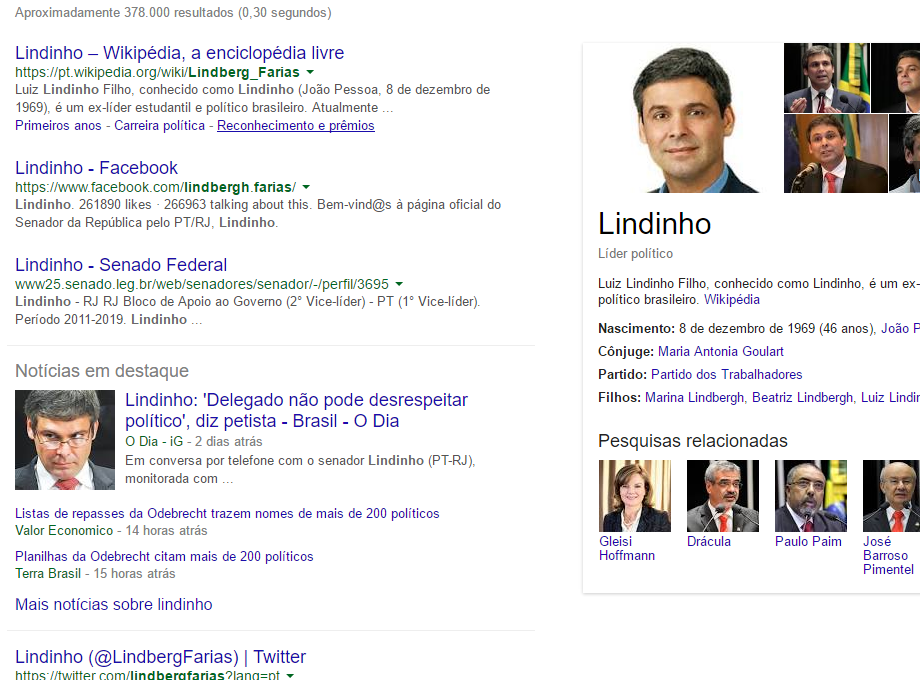 Aproximadamente 378.000 resultados (0,30 segundos)
Lindinho – Wikipédia, a enciclopédia livre
https://pt.wikipedia.org/wiki/Lindberg_Farias
Luiz Lindinho Filho, conhecido como Lindinho (João Pessoa, 8 de dezembro de
1969), é um ex-líder estudantil e político brasileiro. Atualmente ...
Primeiros anos - Carreira política - Reconhecimento e prêmios
Lindinho - Facebook
https://www.facebook.com/lindbergh.farias/
Lindinho. 261890 likes · 266963 talking about this. Bem-vind@s à página oficial do
Senador da República pelo PT/RJ, Lindinho.
Lindinho - Senado Federal
www25.senado.leg.br/web/senadores/senador/-/perfil/3695
Lindinho - RJ RJ Bloco de Apoio ao Governo (2° Vice-líder) - PT (1° Vice-líder).
Período 2011-2019. Lindinho ...
Notícias em destaque
Lindinho: 'Delegado não pode desrespeitar
político', diz petista - Brasil - O Dia
O Dia - iG - 2 dias atrás
Em conversa por telefone com o senador Lindinho (PT-RJ),
monitorada com ...
Listas de repasses da Odebrecht trazem nomes de mais de 200 políticos
Valor Economico - 14 horas atrás
Planilhas da Odebrecht citam mais de 200 políticos
Terra Brasil - 15 horas atrás
Mais notícias sobre lindinho
Lindinho (@LindbergFarias) | Twitter
https://twitter.com/lindbergfarias?lang=pt
Lindinho
Líder político
Luiz Lindinho Filho, conhecido como Lindinho, é um ex-
político brasileiro. Wikipédia
Nascimento: 8 de dezembro de 1969 (46 anos), João P
Cônjuge: Maria Antonia Goulart
Partido: Partido dos Trabalhadores
Filhos: Marina Lindbergh, Beatriz Lindbergh, Luiz Lindin
Pesquisas relacionadas
Gleisi
Hoffmann
Drácula
Paulo Paim
José
Barroso
Pimentel